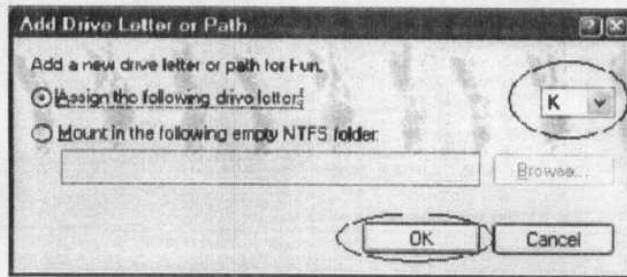 Add Drive Letter or Path
Add a new drive letter or path for Fun.
Assign the following drive letter:
K
Mount in the following empty NTFS folder:
Browse...
OK
Cancel